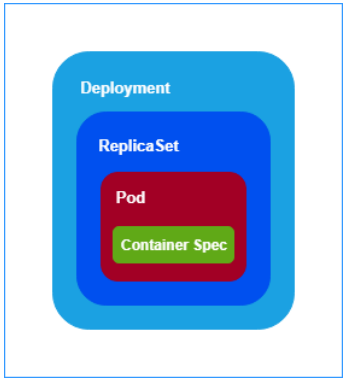 Deployment
ReplicaSet
Pod
Container Spec